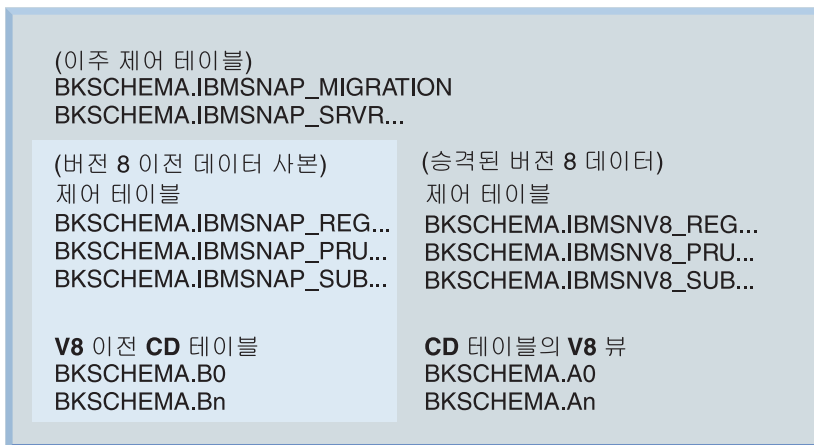 (이주 제어 테이블)
BKSCHEMA.IBMSNAP_MIGRATION
BKSCHEMA.IBMSNAP_SRVR...
(버전 8 이전 데이터 사본)
제어 테이블
BKSCHEMA.IBMSNAP_REG...
BKSCHEMA.IBMSNAP_PRU...
BKSCHEMA.IBMSNAP_SUB...
V8 이전 CD 테이블
BKSCHEMA.B0
BKSCHEMA.Bn
(승격된 버전 8 데이터)
제어 테이블
BKSCHEMA.IBMSNV8_REG...
BKSCHEMA.IBMSNV8_PRU...
BKSCHEMA.IBMSNV8_SUB...
CD 테이블의 V8 뷰
BKSCHEMA.A0
BKSCHEMA.An